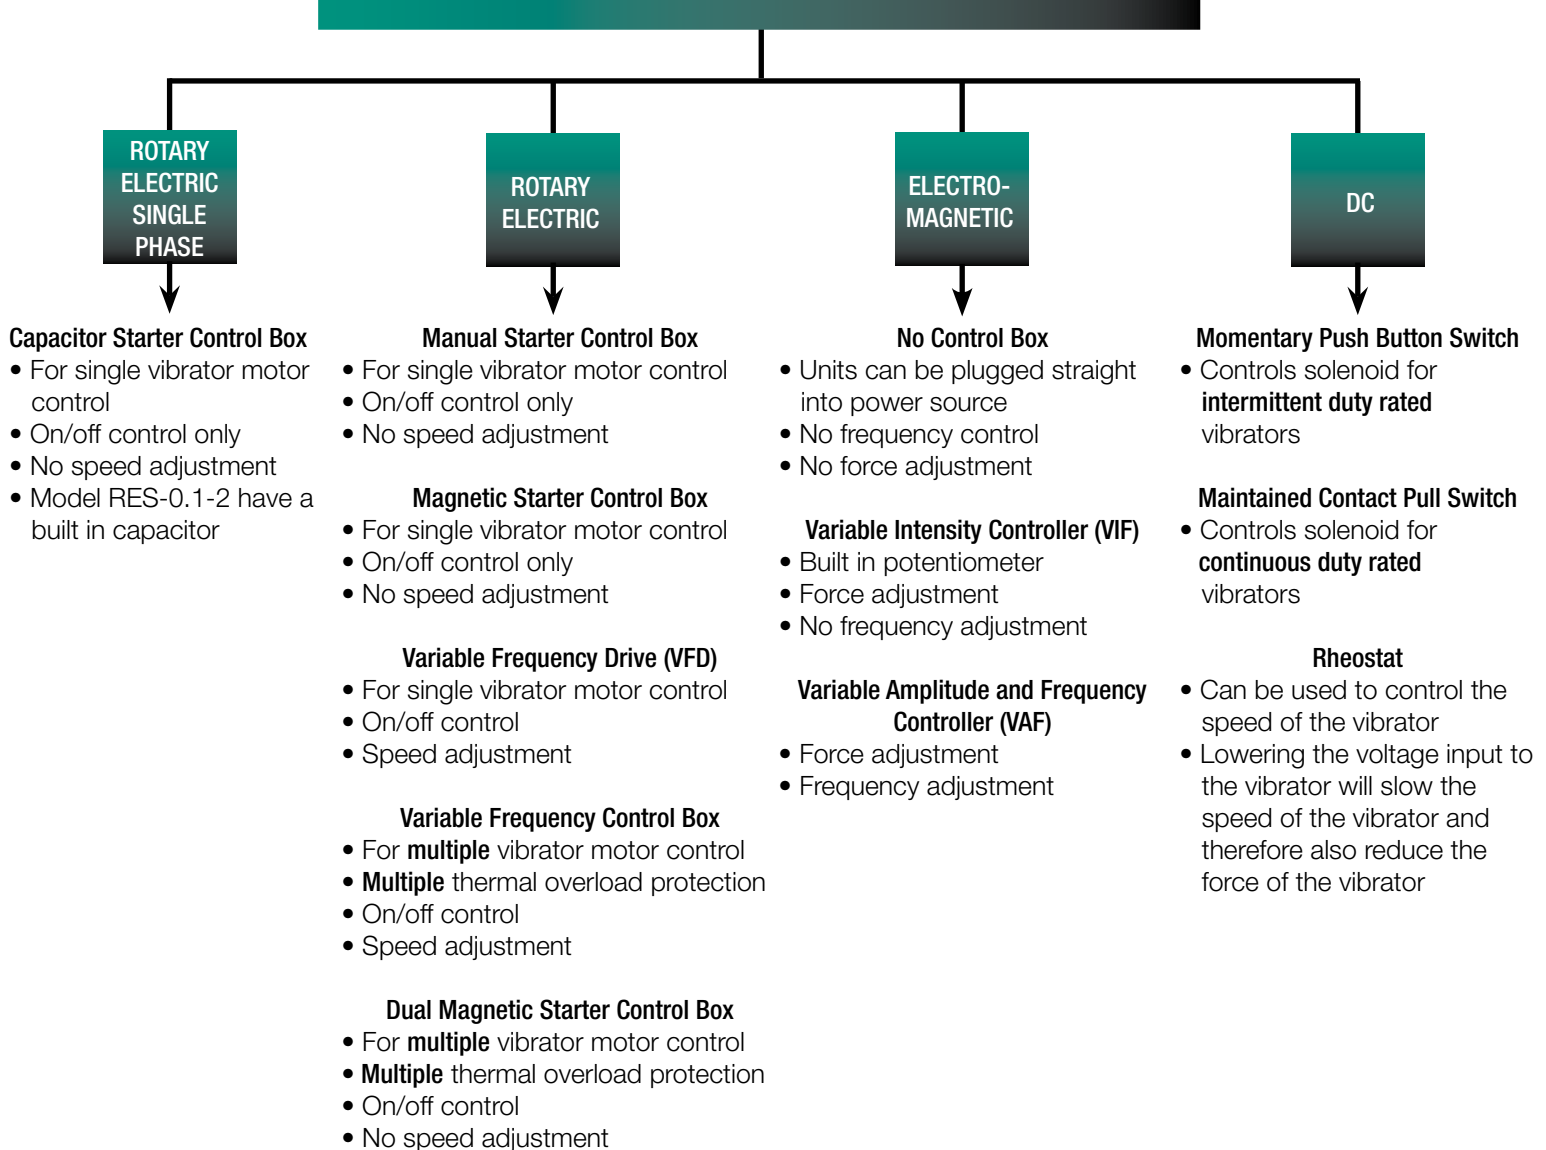 ROTARY
ELECTRIC
SINGLE
PHASE
Capacitor Starter Control Box
• For single vibrator motor
control
• On/off control only
• No speed adjustment
• Model RES-0.1-2 have a
built in capacitor
ROTARY
ELECTRIC
Manual Starter Control Box
• For single vibrator motor control
• On/off control only
• No speed adjustment
Magnetic Starter Control Box
• For single vibrator motor control
• On/off control only
• No speed adjustment
Variable Frequency Drive (VFD)
• For single vibrator motor control
• On/off control
• Speed adjustment
Variable Frequency Control Box
• For multiple vibrator motor control
• Multiple thermal overload protection
• On/off control
• Speed adjustment
Dual Magnetic Starter Control Box
• For multiple vibrator motor control
• Multiple thermal overload protection
• On/off control
• No speed adjustment
ELECTRO-
MAGNETIC
No Control Box
• Units can be plugged straight
into power source
• No frequency control
• No force adjustment
Variable Intensity Controller (VIF)
• Built in potentiometer
• Force adjustment
• No frequency adjustment
Variable Amplitude and Frequency
Controller (VAF)
• Force adjustment
• Frequency adjustment
DC
Momentary Push Button Switch
• Controls solenoid for
intermittent duty rated
vibrators
Maintained Contact Pull Switch
• Controls solenoid for
continuous duty rated
vibrators
Rheostat
• Can be used to control the
speed of the vibrator
• Lowering the voltage input to
the vibrator will slow the
speed of the vibrator and
therefore also reduce the
force of the vibrator